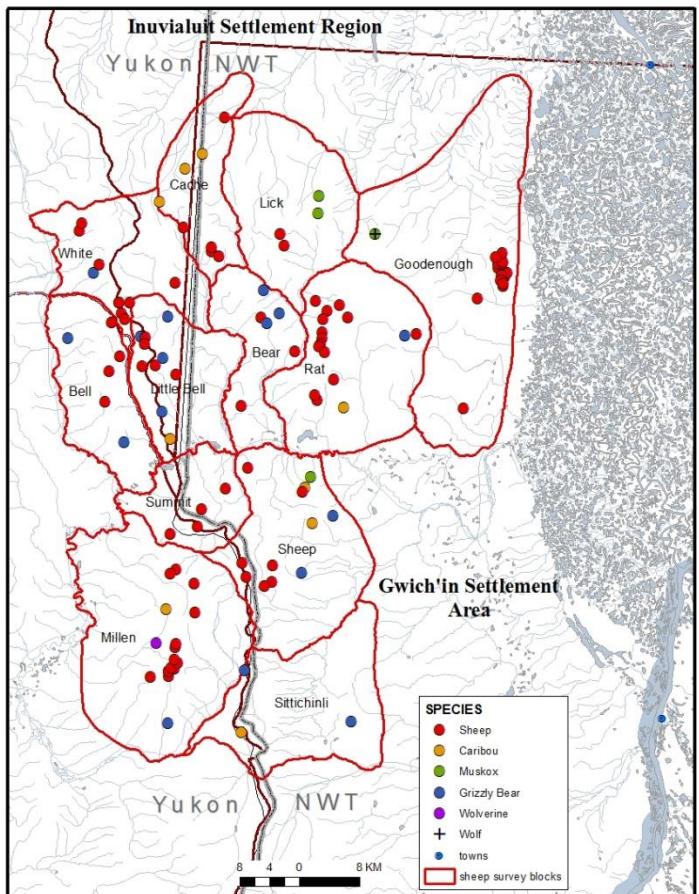 Inuvialuit Settlement Region
Yukon NWT
Cache
Lick
White
Goodenough
Bear
Rat
Bell
Little Bell
Summit
Sheep
Gwich'in Settlement
Area
Millen
Sittichinli
SPECIES
Sheep
Caribou
Muskox
Grizzly Bear
Wolverine
Wolf
towns
sheep survey blocks
Yukon NWT
8 4 0 8 KM